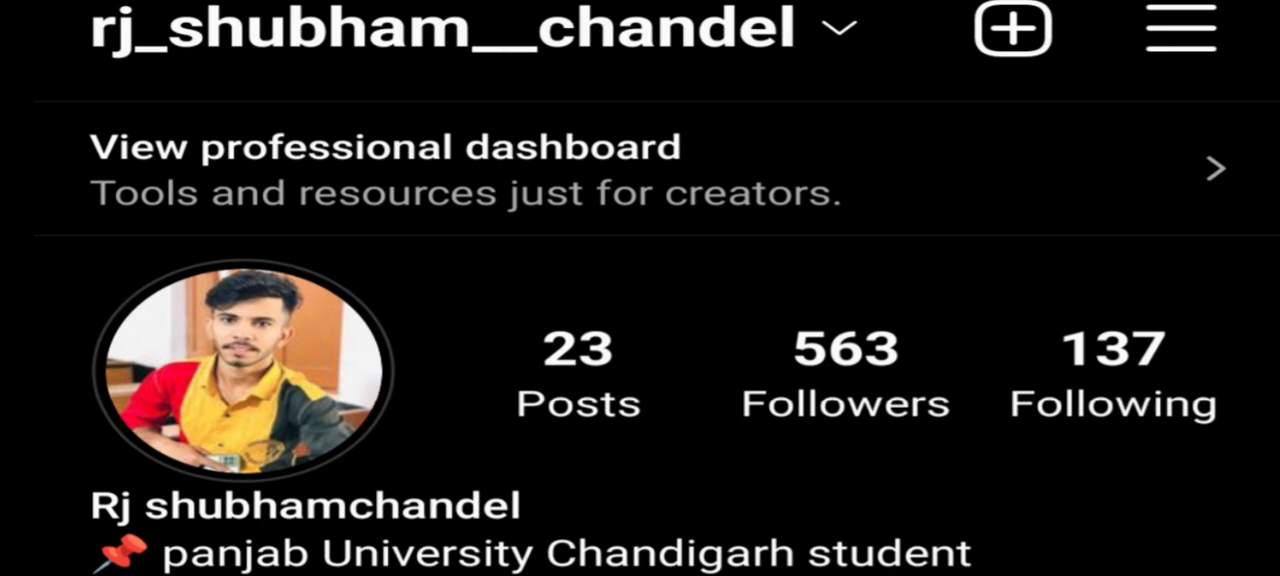 rj_shubham__chandel
View professional dashboard
Tools and resources just for creators.
23 563 137
Posts Followers Following
Rj shubhamchandel
📌 panjab University Chandigarh student